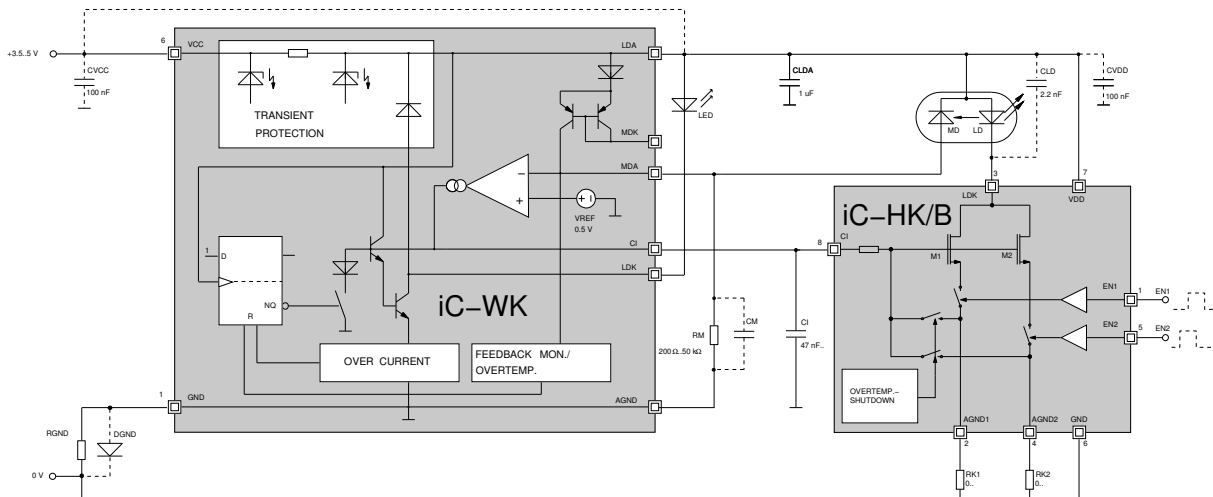 +3.5..5 V
CVCC
100 nF
6
VCC
TRANSIENT
PROTECTION
LDA
MDK
MDA
CI
LDK
VREF
0.5 V
1
D
NQ
R
iC–WK
OVER CURRENT
FEEDBACK MON./
OVERTEMP.
1
GND
AGND
RGND
DGND
0 V
LED
CLDA
1 uF
MD
LD
CLD
2.2 nF
CVDD
100 nF
RM
200 Ω..50 kΩ
CM
CI
47 nF..
3
LDK
7
VDD
iC–HK/B
8
CI
M1
M2
EN1
1
EN1
EN2
5
EN2
OVERTEMP.–
SHUTDOWN
AGND1
AGND2
GND
2
4
6
RK1
0..
RK2
0..